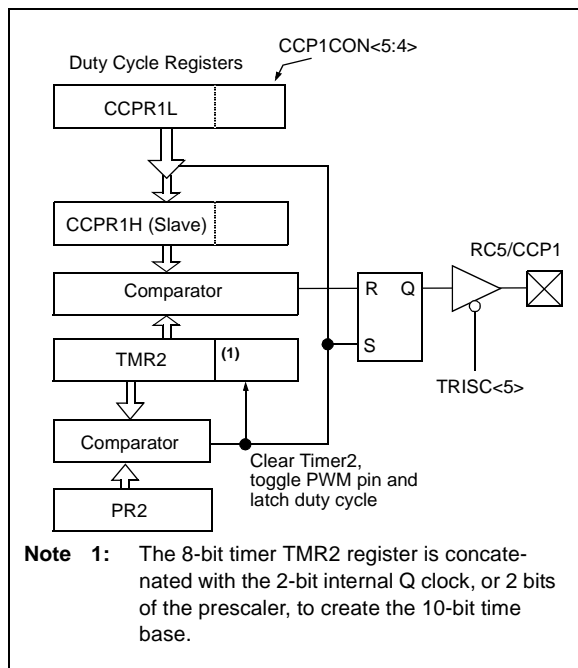 CCP1CON<5:4>
Duty Cycle Registers
CCPR1L
CCPR1H (Slave)
RC5/CCP1
Comparator
R Q
TMR2 (1)
S
TRISC<5>
Comparator
Clear Timer2,
toggle PWM pin and
latch duty cycle
PR2
Note 1: The 8-bit timer TMR2 register is concate-
nated with the 2-bit internal Q clock, or 2 bits
of the prescaler, to create the 10-bit time
base.